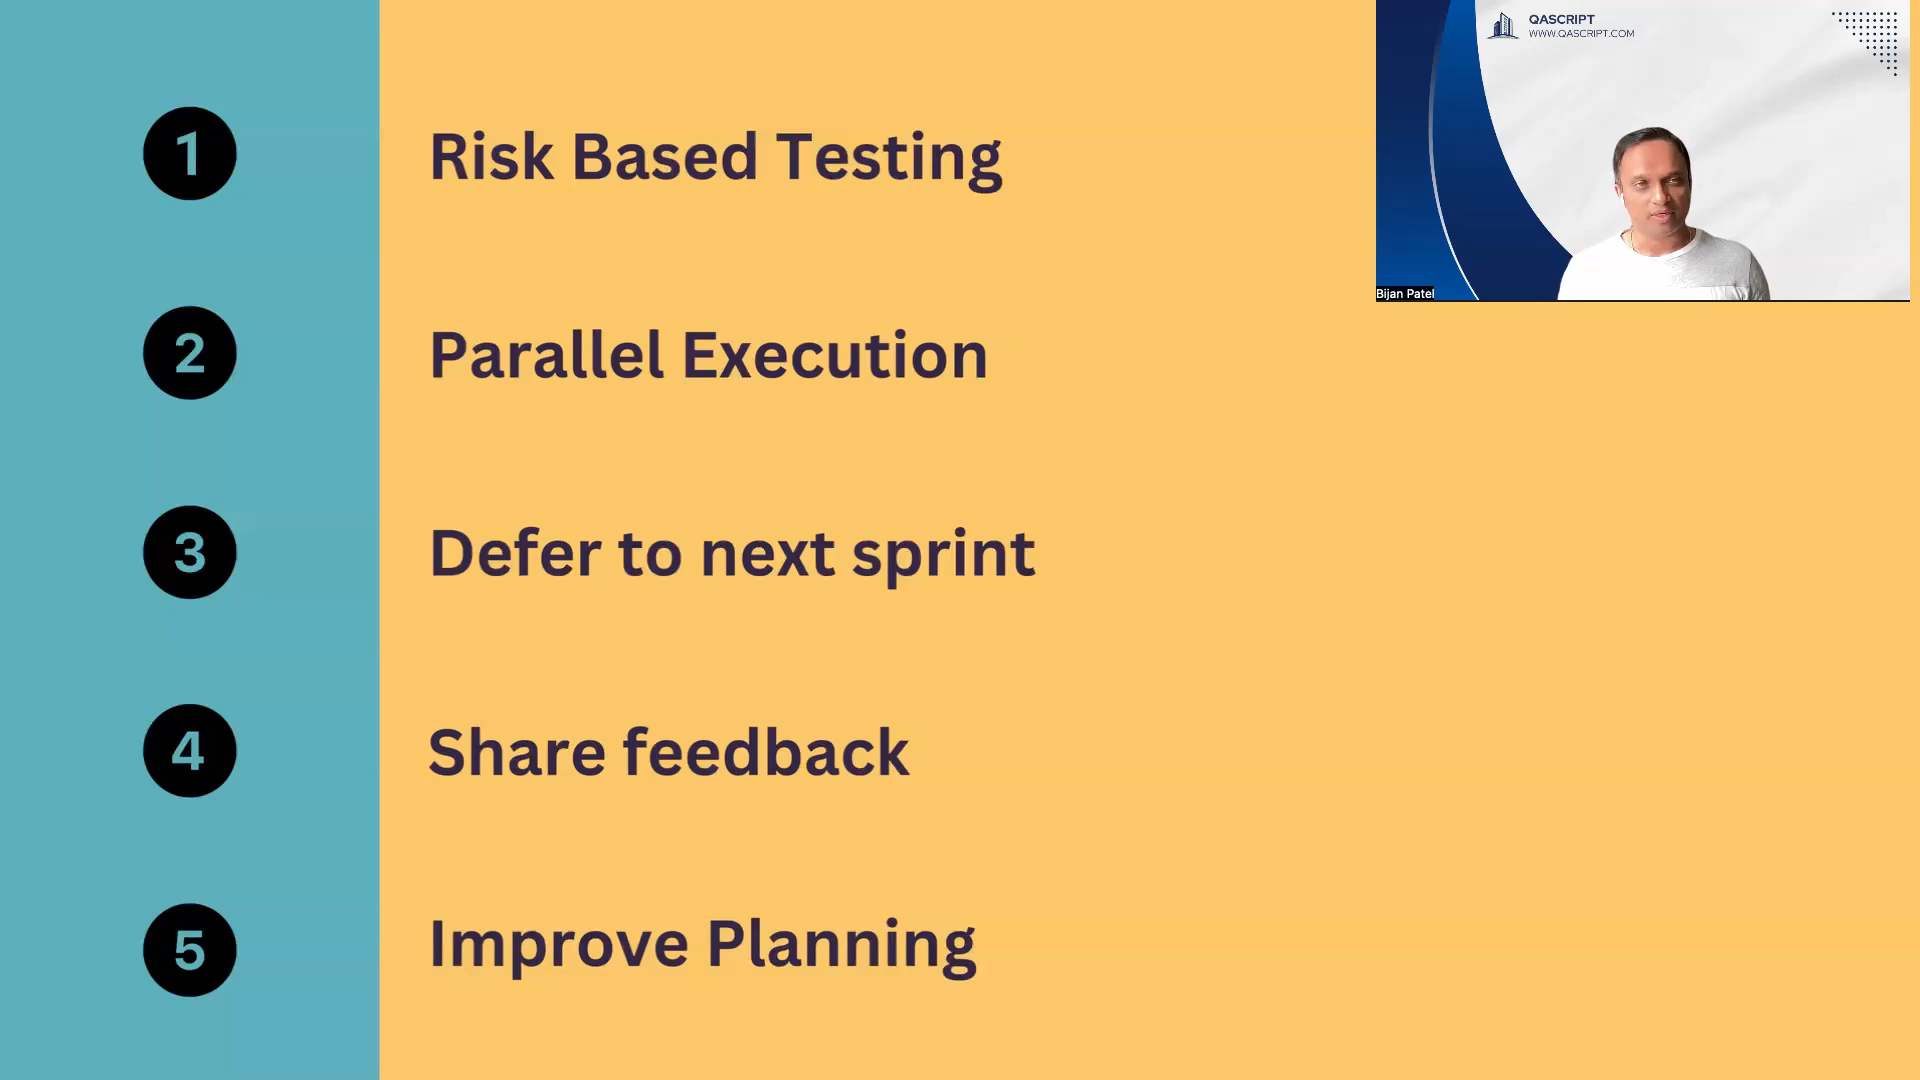 1 Risk Based Testing
2 Parallel Execution
3 Defer to next sprint
4 Share feedback
5 Improve Planning
QASCRIPT
WWW.QASCRIPT.COM
Bijan Patel